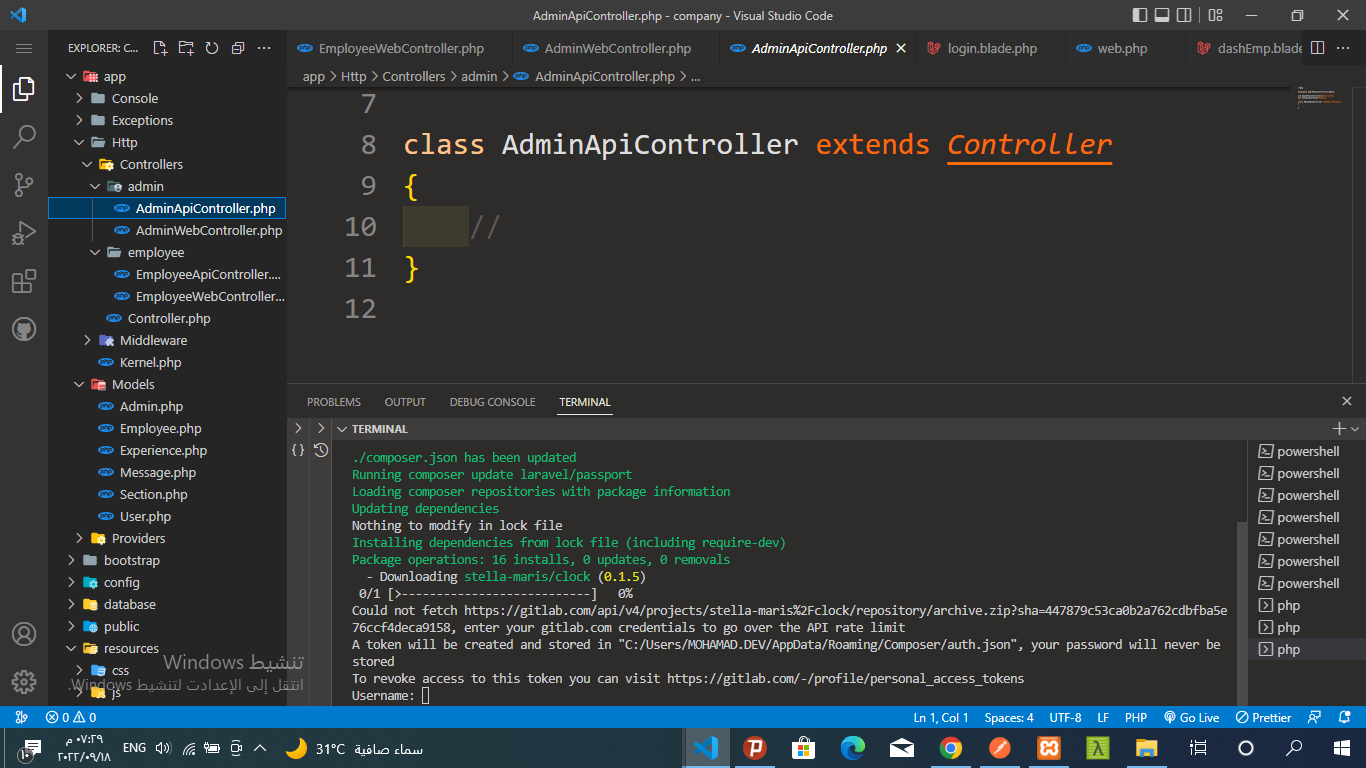 AdminApiController.php - company - Visual Studio Code
EXPLORER: C...
EmployeeWebController.php
AdminWebController.php
AdminApiController.php
login.blade.php
web.php
dashEmp.blade
app > Http > Controllers > admin > AdminApiController.php > ...
app
Console
Exceptions
Http
Controllers
admin
AdminApiController.php
AdminWebController.php
employee
EmployeeApiController....
EmployeeWebController...
Controller.php
Middleware
Kernel.php
Models
Admin.php
Employee.php
Experience.php
Message.php
Section.php
User.php
Providers
bootstrap
config
database
public
resources
css
js
7
8 class AdminApiController extends Controller
9 {
10 //
11 }
12
PROBLEMS OUTPUT DEBUG CONSOLE TERMINAL
TERMINAL
./composer.json has been updated
Running composer update laravel/passport
Loading composer repositories with package information
Updating dependencies
Nothing to modify in lock file
Installing dependencies from lock file (including require-dev)
Package operations: 16 installs, 0 updates, 0 removals
- Downloading stella-maris/clock (0.1.5)
0/1 [>---------------------------] 0%
Could not fetch https://gitlab.com/api/v4/projects/stella-maris%2Fclock/repository/archive.zip?sha=447879c53ca0b2a762cdbfba5e
76ccf4deca9158, enter your gitlab.com credentials to go over the API rate limit
A token will be created and stored in "C:/Users/MOHAMAD.DEV/AppData/Roaming/Composer/auth.json", your password will never be
stored
To revoke access to this token you can visit https://gitlab.com/-/profile/personal_access_tokens
Username:
powershell
powershell
powershell
powershell
powershell
powershell
powershell
php
php
php
تنشيط Windows
انتقل إلى الإعدادت لتنشيط Windows.
0 0
Ln 1, Col 1 Spaces: 4 UTF-8 LF PHP Go Live Prettier
٠٧:٢٩ م
٢٠٢٢/٠٩/١٨
ENG
31°C سماء صافية